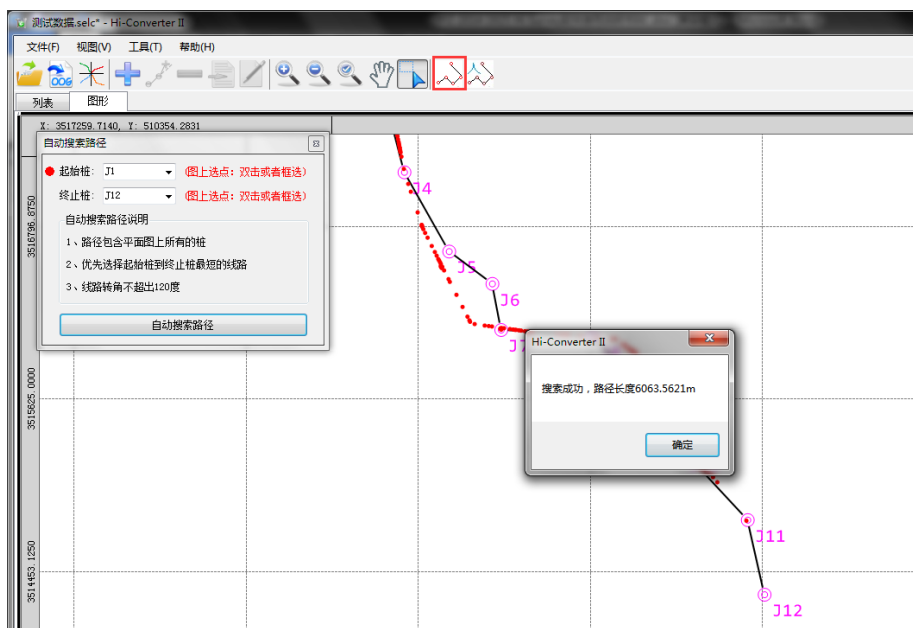 测试数据.selc* - Hi-Converter II
文件(F) 视图(V) 工具(T) 帮助(H)
ODG
列表 图形
X: 3517259.7140, Y: 510354.2831
自动搜索路径
起始桩: J1 (图上选点: 双击或者框选)
终止桩: J12 (图上选点: 双击或者框选)
自动搜索路径说明
1、路径包含平面图上所有的桩
2、优先选择起始桩到终止桩最短的线路
3、线路转角不超出120度
自动搜索路径
3516796.8750
3515625.0000
3514453.1250
J4
J5
J6
J7
Hi-Converter II
搜索成功，路径长度6063.5621m
确定
J11
J12